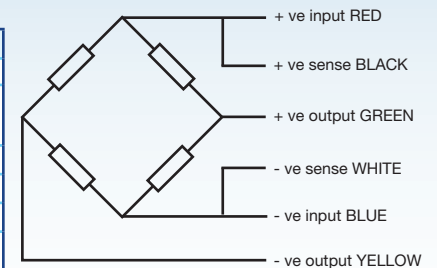 + ve input RED
+ ve sense BLACK
+ ve output GREEN
- ve sense WHITE
- ve input BLUE
- ve output YELLOW